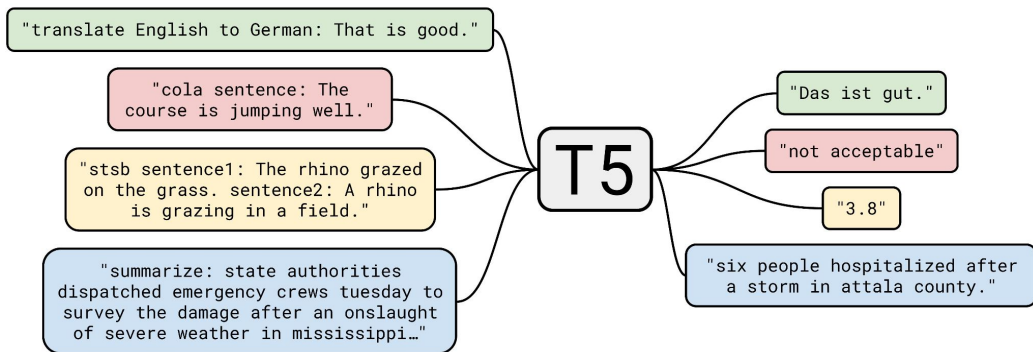 "translate English to German: That is good."
"cola sentence: The
course is jumping well."
"stsb sentence1: The rhino grazed
on the grass. sentence2: A rhino
is grazing in a field."
"summarize: state authorities
dispatched emergency crews tuesday to
survey the damage after an onslaught
of severe weather in mississippi…"
T5
"Das ist gut."
"not acceptable"
"3.8"
"six people hospitalized after
a storm in attala county."